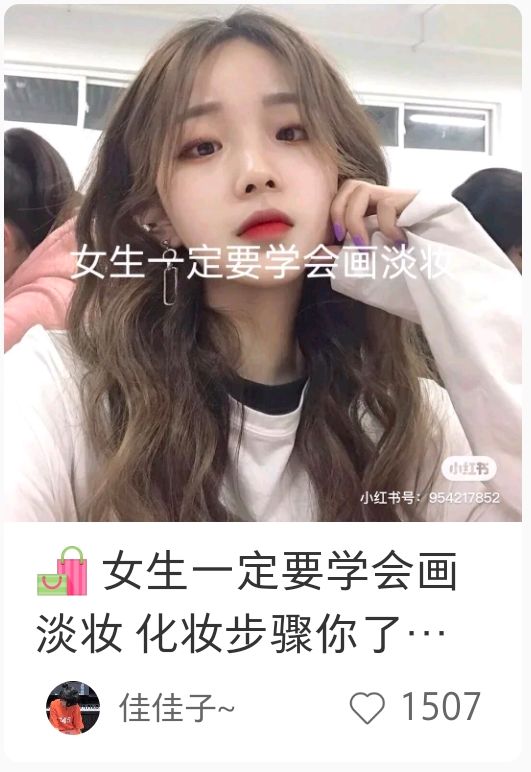 女生一定要学会画淡妆
小红书
小红书号：954217852
女生一定要学会画
淡妆 化妆步骤你了…
佳佳子~
1507